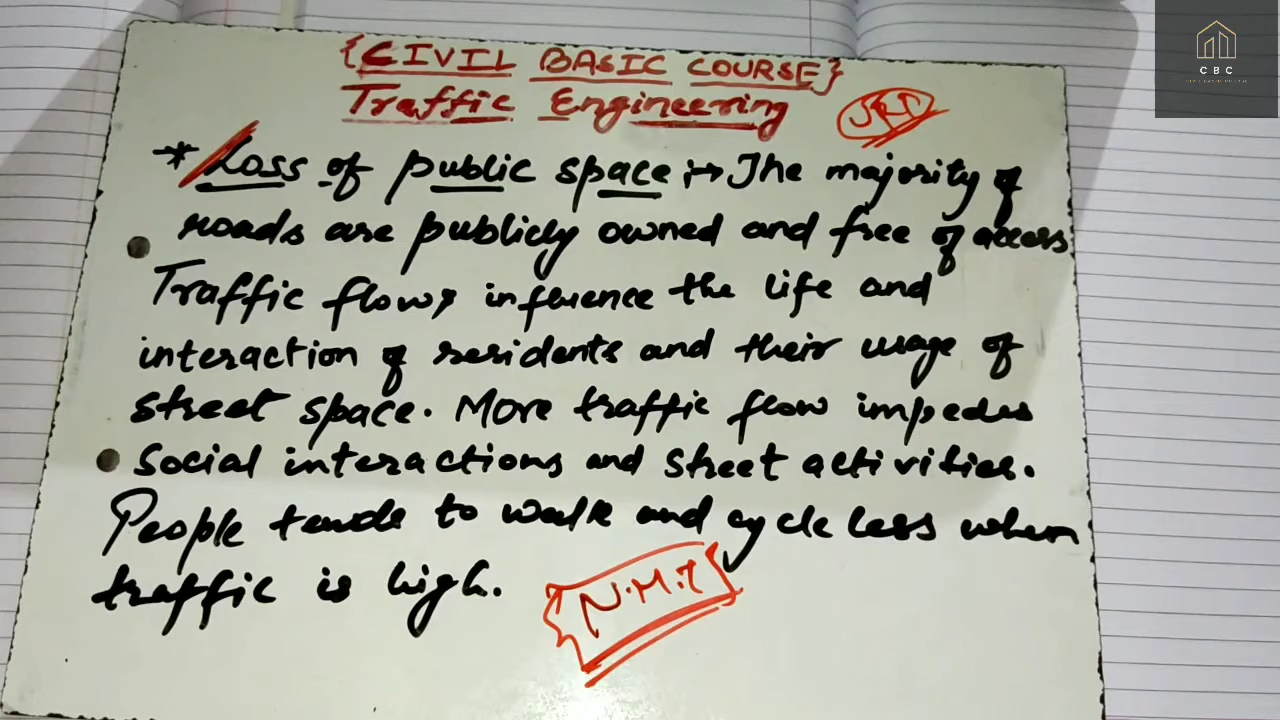 {CIVIL BASIC COURSE}
Traffic Engineering
* Loss of public space :→ The majority of
roads are publicly owned and free of access
Traffic flows influence the life and
interaction of residents and their usage of
street space. More traffic flow impedes
social interactions and street activities.
People tends to walk and cycle less when
traffic is high.
N.M.T
CBC